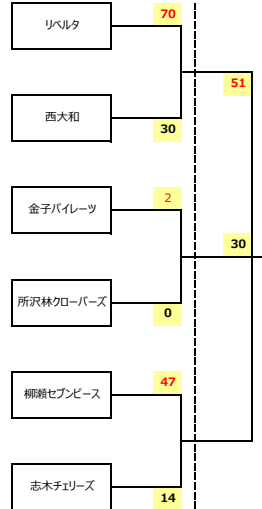 70
リベルタ
51
西大和
30
2
金子パイレーツ
30
所沢林クローバーズ
0
47
柳瀬セブンピース
志木チェリーズ
14